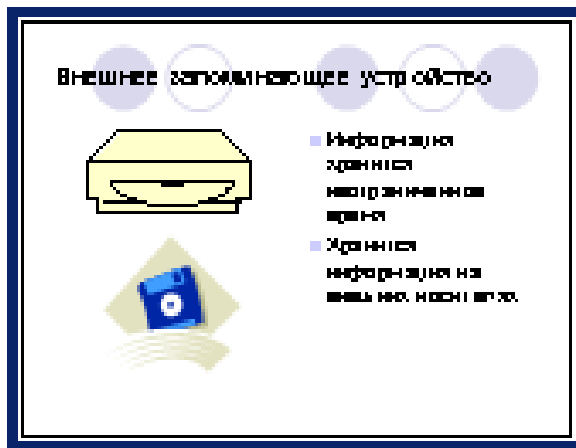 Внешнее запоминающее устройство
Информация
хранится
неограниченное
время
Хранится
информация на
внешних носителях